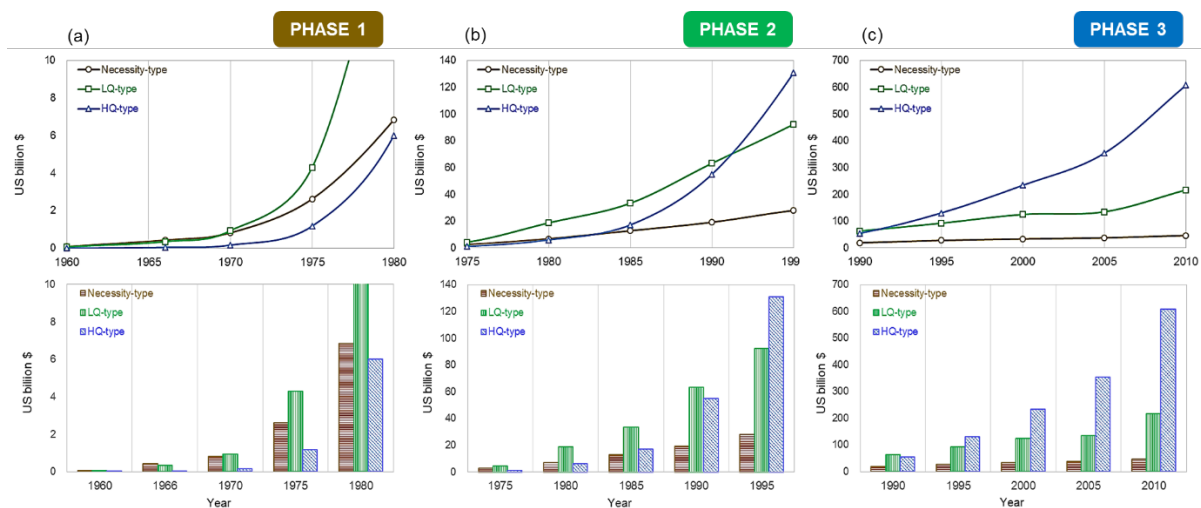 (a)
PHASE 1
(b)
PHASE 2
(c)
PHASE 3
US billion $
10
8
6
4
2
0
Necessity-type
LQ-type
HQ-type
1960
1965
1970
1975
1980
US billion $
140
120
100
80
60
40
20
0
Necessity-type
LQ-type
HQ-type
1975
1980
1985
1990
199
US billion $
700
600
500
400
300
200
100
0
Necessity-type
LQ-type
HQ-type
1990
1995
2000
2005
2010
US billion $
10
8
6
4
2
0
Necessity-type
LQ-type
HQ-type
1960
1966
1970
1975
1980
Year
US billion $
140
120
100
80
60
40
20
0
Necessity-type
LQ-type
HQ-type
1975
1980
1985
1990
1995
Year
US billion $
700
600
500
400
300
200
100
0
Necessity-type
LQ-type
HQ-type
1990
1995
2000
2005
2010
Year